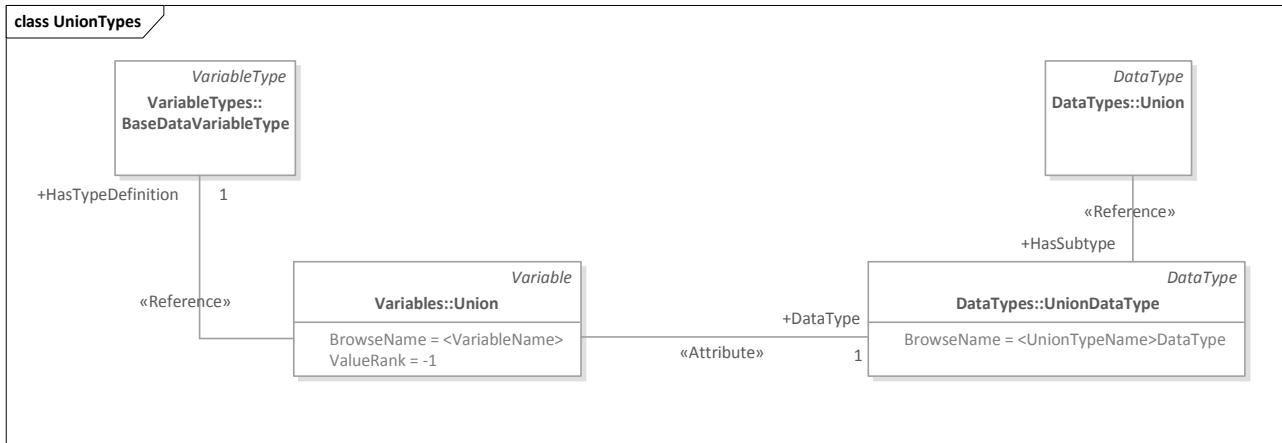 class UnionTypes
VariableType
VariableTypes::
BaseDataVariableType
DataType
DataTypes::Union
+HasTypeDefinition
1
«Reference»
+HasSubtype
«Reference»
Variable
Variables::Union
BrowseName = <VariableName>
ValueRank = -1
+DataType
«Attribute»
1
DataType
DataTypes::UnionDataType
BrowseName = <UnionTypeName>DataType